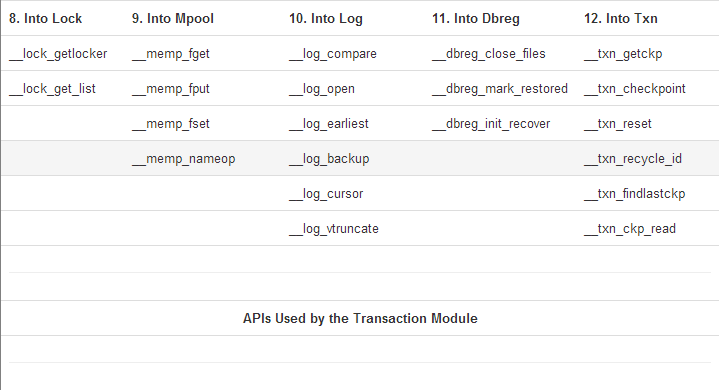 8. Into Lock 9. Into Mpool 10. Into Log 11. Into Dbreg 12. Into Txn
__lock_getlocker __memp_fget __log_compare __dbreg_close_files __txn_getckp
__lock_get_list __memp_fput __log_open __dbreg_mark_restored __txn_checkpoint
__memp_fset __log_earliest __dbreg_init_recover __txn_reset
__memp_nameop __log_backup __txn_recycle_id
__log_cursor __txn_findlastckp
__log_vtruncate __txn_ckp_read
APIs Used by the Transaction Module